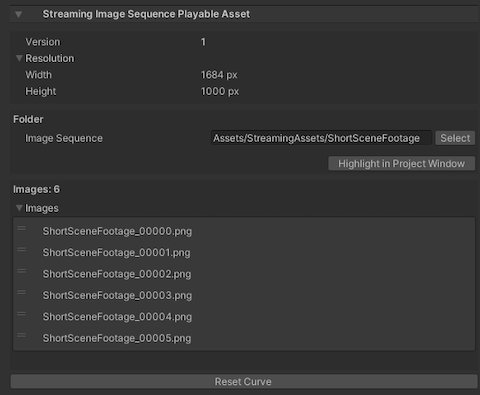 Streaming Image Sequence Playable Asset
Version 1
Resolution
Width 1684 px
Height 1000 px
Folder
Image Sequence Assets/StreamingAssets/ShortSceneFootage Select
Highlight in Project Window
Images: 6
Images
ShortSceneFootage_00000.png
ShortSceneFootage_00001.png
ShortSceneFootage_00002.png
ShortSceneFootage_00003.png
ShortSceneFootage_00004.png
ShortSceneFootage_00005.png
Reset Curve